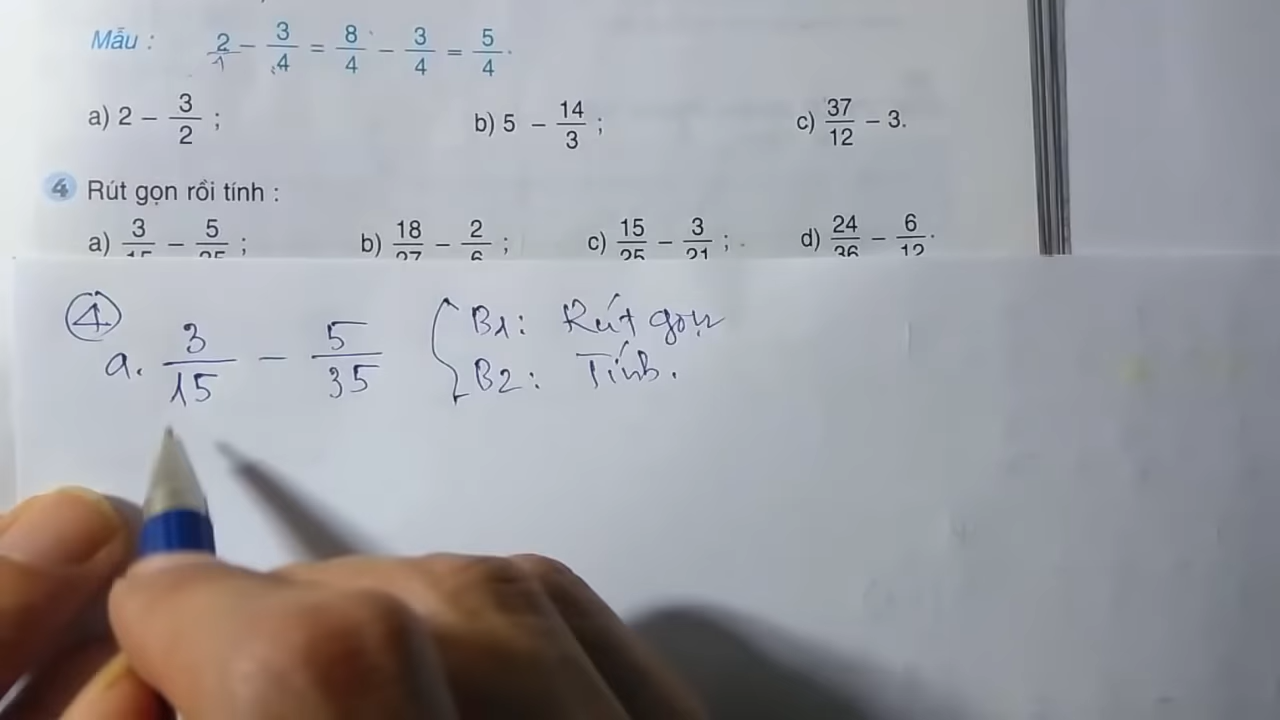 Mẫu : 2/1 - 3/4 = 8/4 - 3/4 = 5/4.
a) 2 - 3/2 ; b) 5 - 14/3 ; c) 37/12 - 3.
4 Rút gọn rồi tính :
a) 3/15 - 5/35 ; b) 18/27 - 2/6 ; c) 15/25 - 3/21 ; d) 24/36 - 6/12.
4
a. 3/15 - 5/35 { B1: Rút gọn
B2: Tính.